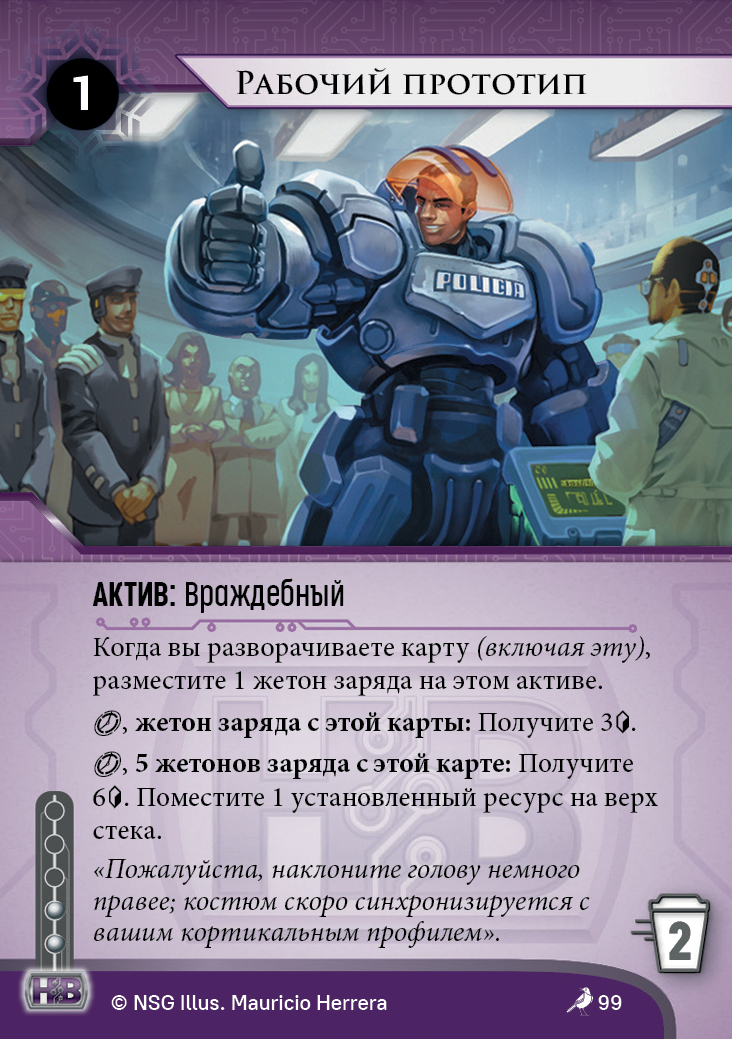 1
Рабочий прототип
POLICIA
АКТИВ: Враждебный
Когда вы разворачиваете карту (включая эту),
разместите 1 жетон заряда на этом активе.
, жетон заряда с этой карты: Получите 3.
, 5 жетонов заряда с этой карте: Получите
6. Поместите 1 установленный ресурс на верх
стека.
«Пожалуйста, наклоните голову немного
правее; костюм скоро синхронизируется с
вашим кортикальным профилем».
2
HB
© NSG Illus. Mauricio Herrera
99